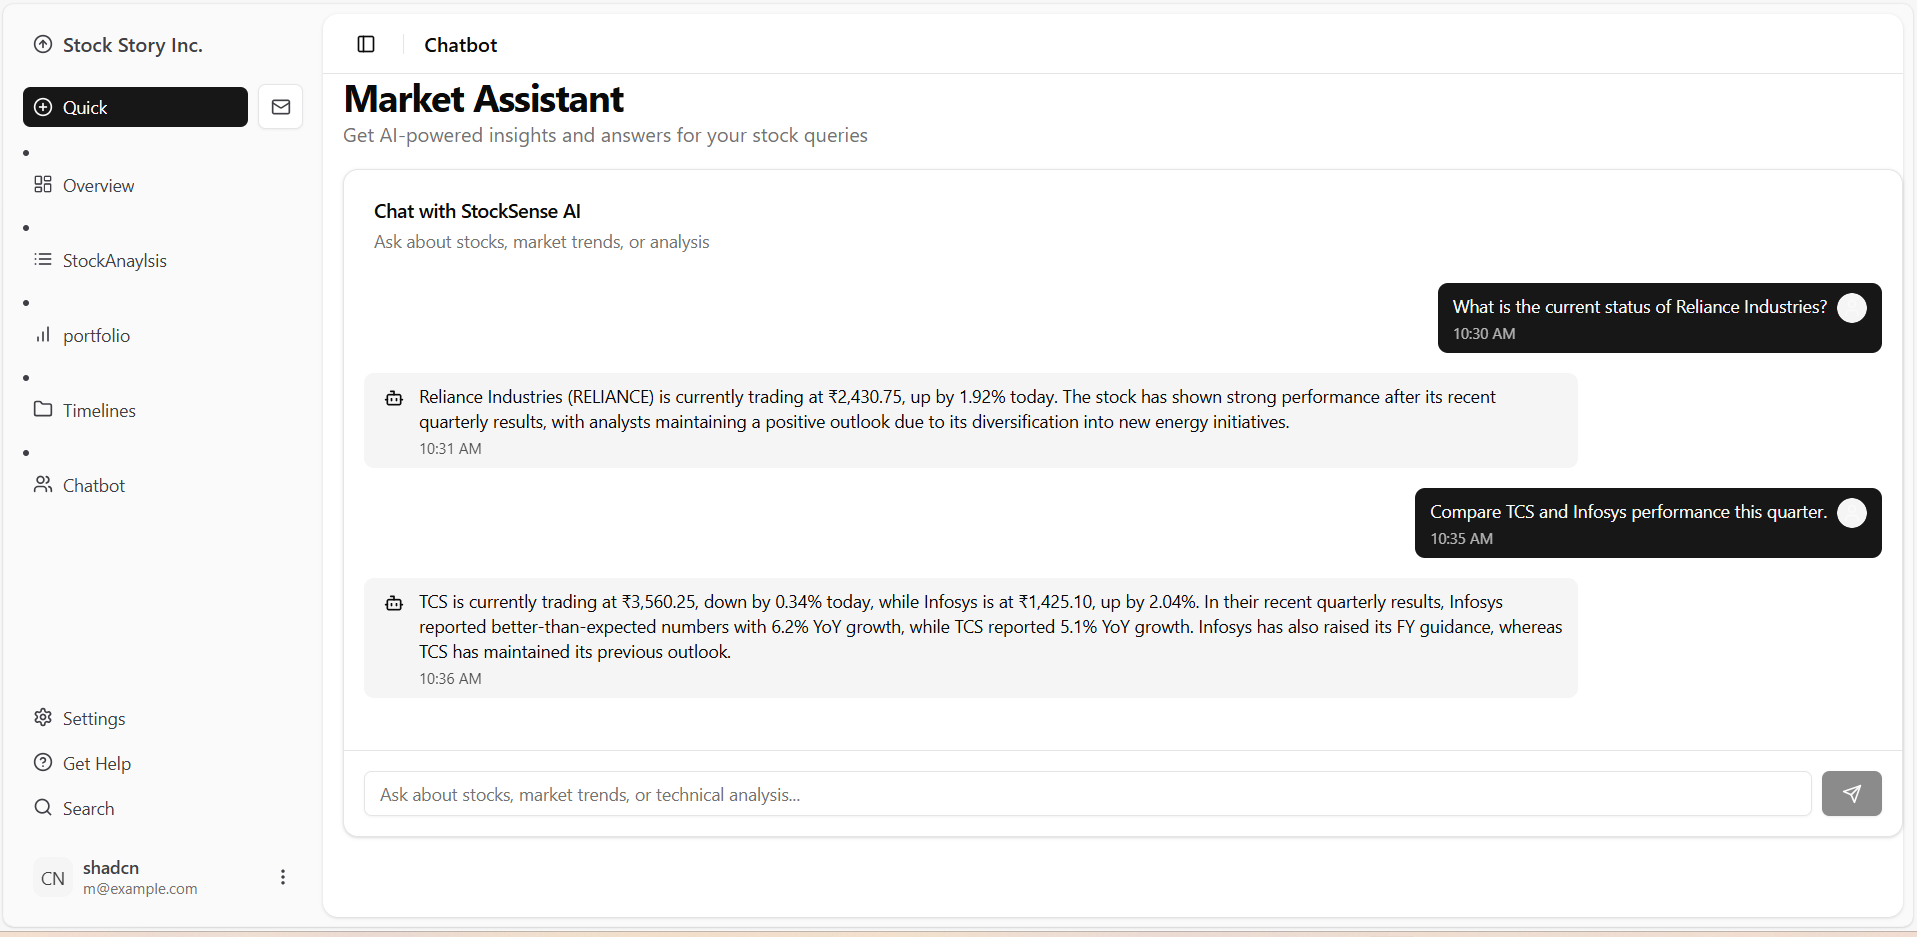 Stock Story Inc.
Quick
Overview
StockAnaylsis
portfolio
Timelines
Chatbot
Settings
Get Help
Search
CN
shadcn
m@example.com
Chatbot
Market Assistant
Get AI-powered insights and answers for your stock queries
Chat with StockSense AI
Ask about stocks, market trends, or analysis
What is the current status of Reliance Industries?
10:30 AM
Reliance Industries (RELIANCE) is currently trading at ₹2,430.75, up by 1.92% today. The stock has shown strong performance after its recent
quarterly results, with analysts maintaining a positive outlook due to its diversification into new energy initiatives.
10:31 AM
Compare TCS and Infosys performance this quarter.
10:35 AM
TCS is currently trading at ₹3,560.25, down by 0.34% today, while Infosys is at ₹1,425.10, up by 2.04%. In their recent quarterly results, Infosys
reported better-than-expected numbers with 6.2% YoY growth, while TCS reported 5.1% YoY growth. Infosys has also raised its FY guidance, whereas
TCS has maintained its previous outlook.
10:36 AM
Ask about stocks, market trends, or technical analysis...